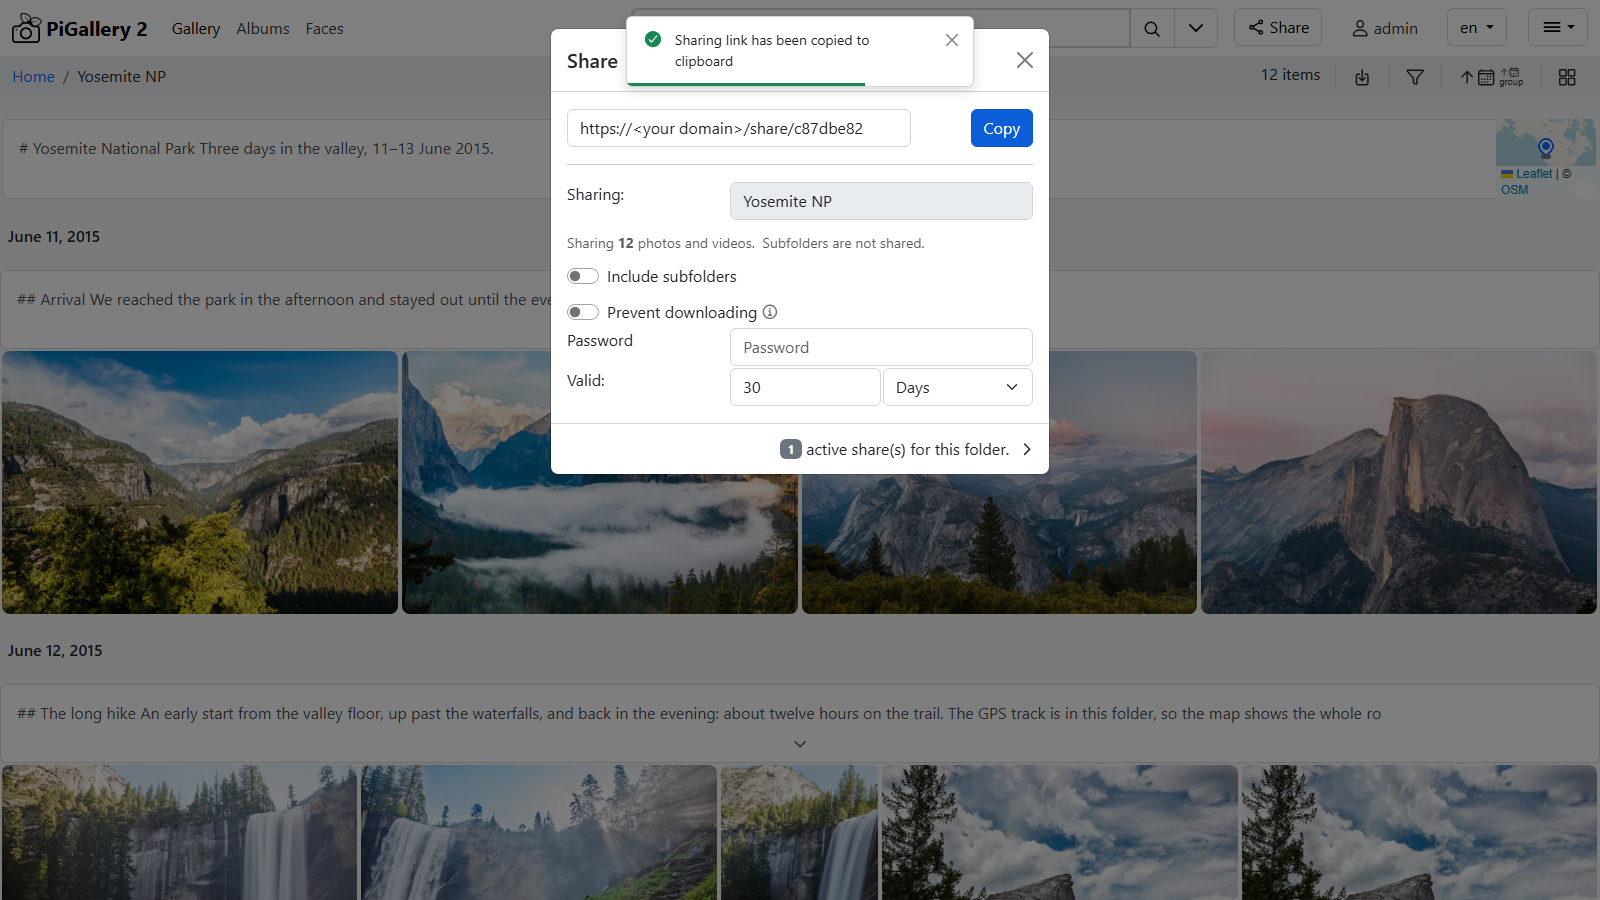 PiGallery 2
Gallery
Albums
Faces
Share
admin
en
Sharing link has been copied to
clipboard
Home / Yosemite NP
12 items
group
Share
https://<your domain>/share/c87dbe82
Copy
# Yosemite National Park Three days in the valley, 11–13 June 2015.
Leaflet | ©
OSM
Sharing:
Yosemite NP
Sharing 12 photos and videos. Subfolders are not shared.
Include subfolders
Prevent downloading
Password
Password
Valid:
30
Days
1 active share(s) for this folder.
June 11, 2015
## Arrival We reached the park in the afternoon and stayed out until the eve
June 12, 2015
## The long hike An early start from the valley floor, up past the waterfalls, and back in the evening: about twelve hours on the trail. The GPS track is in this folder, so the map shows the whole ro